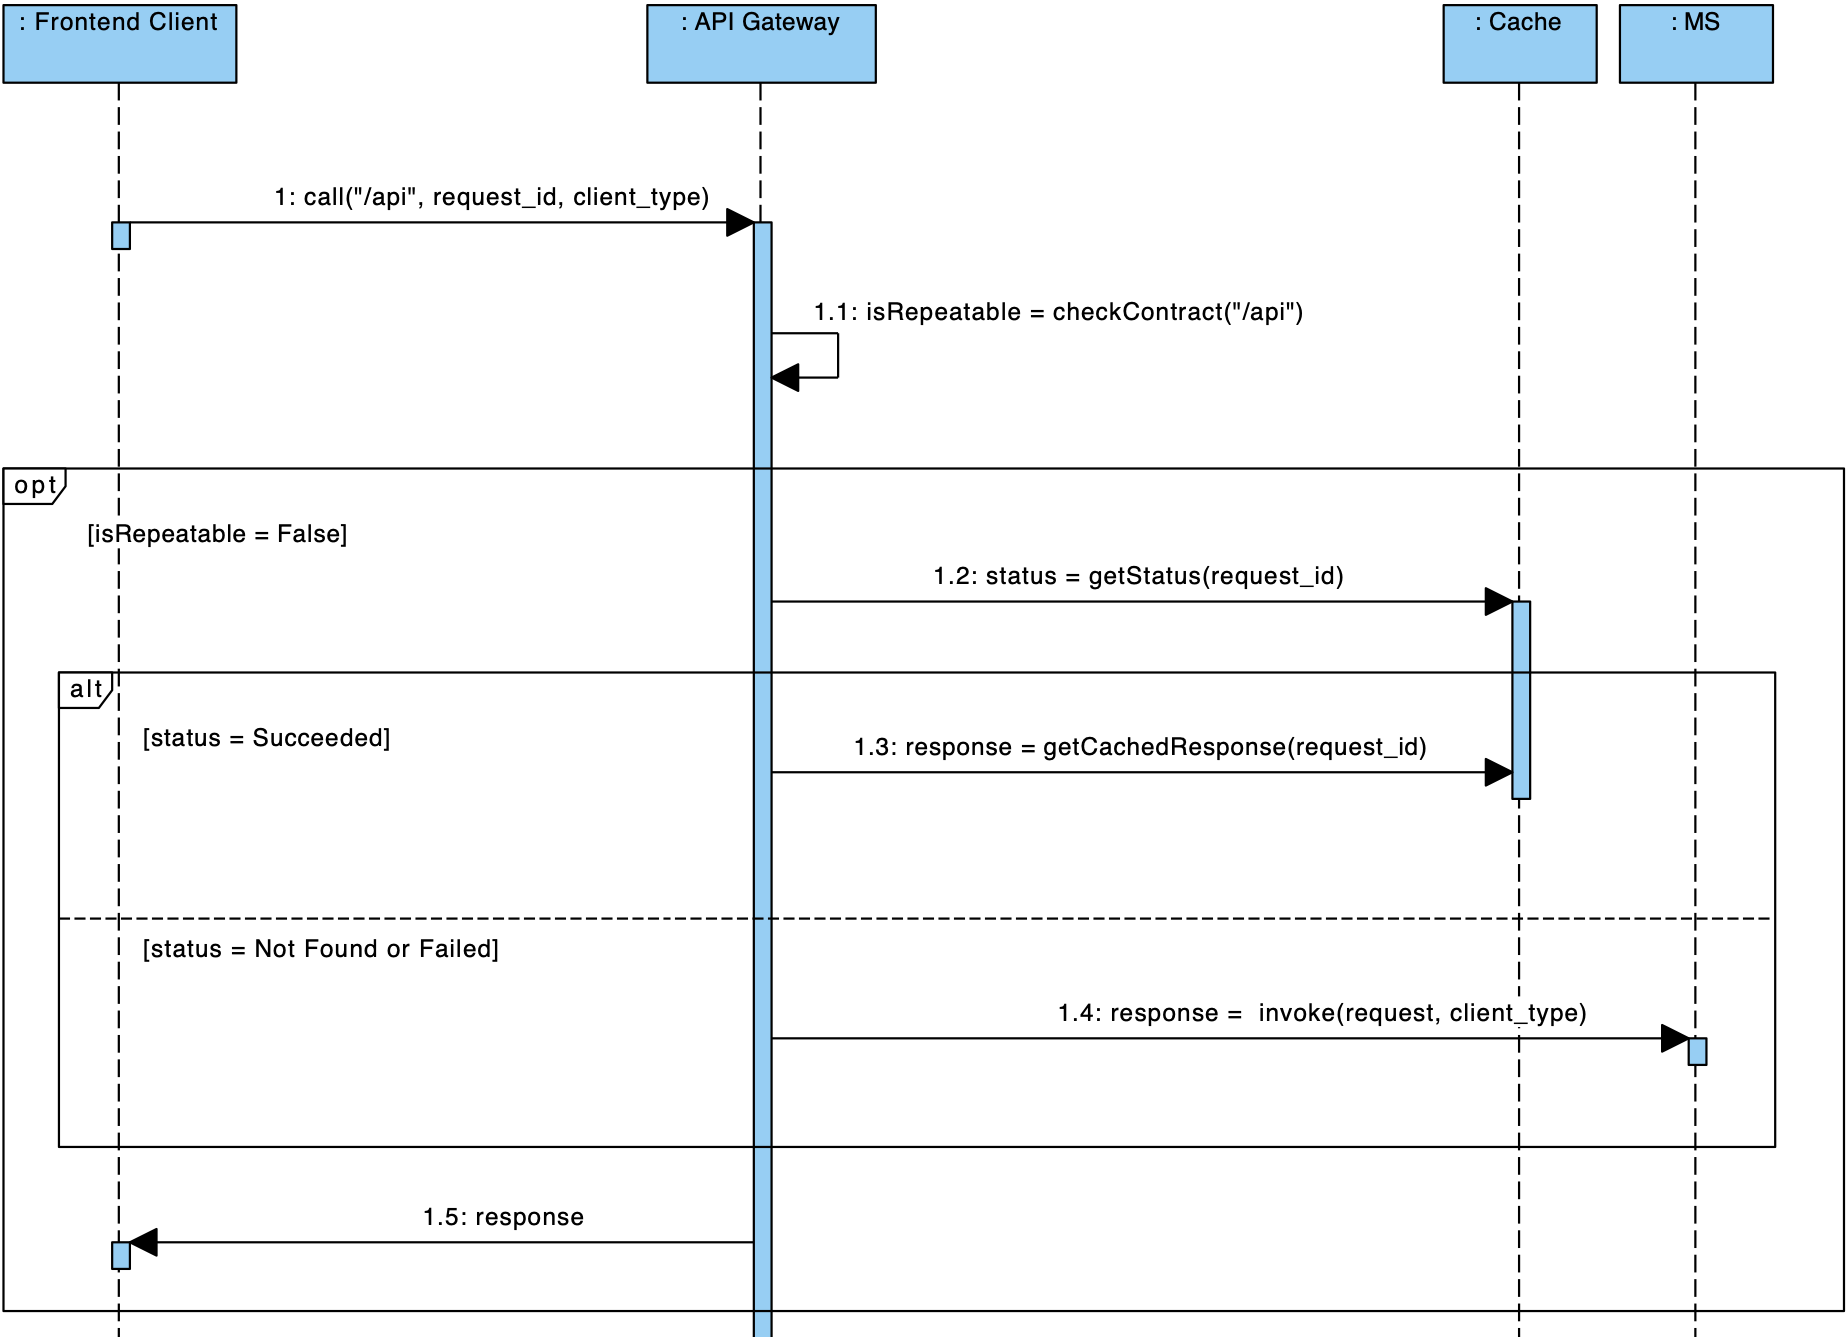 : Frontend Client
: API Gateway
: Cache
: MS
1: call("/api", request_id, client_type)
1.1: isRepeatable = checkContract("/api")
opt
[isRepeatable = False]
1.2: status = getStatus(request_id)
alt
[status = Succeeded]
1.3: response = getCachedResponse(request_id)
[status = Not Found or Failed]
1.4: response =  invoke(request, client_type)
1.5: response